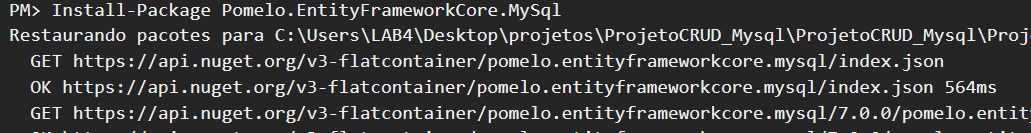 PM> Install-Package Pomelo.EntityFrameworkCore.MySql
Restaurando pacotes para C:\Users\LAB4\Desktop\projetos\ProjetoCRUD_Mysql\ProjetoCRUD_Mysql\Proj
GET https://api.nuget.org/v3-flatcontainer/pomelo.entityframeworkcore.mysql/index.json
OK https://api.nuget.org/v3-flatcontainer/pomelo.entityframeworkcore.mysql/index.json 564ms
GET https://api.nuget.org/v3-flatcontainer/pomelo.entityframeworkcore.mysql/7.0.0/pomelo.entity